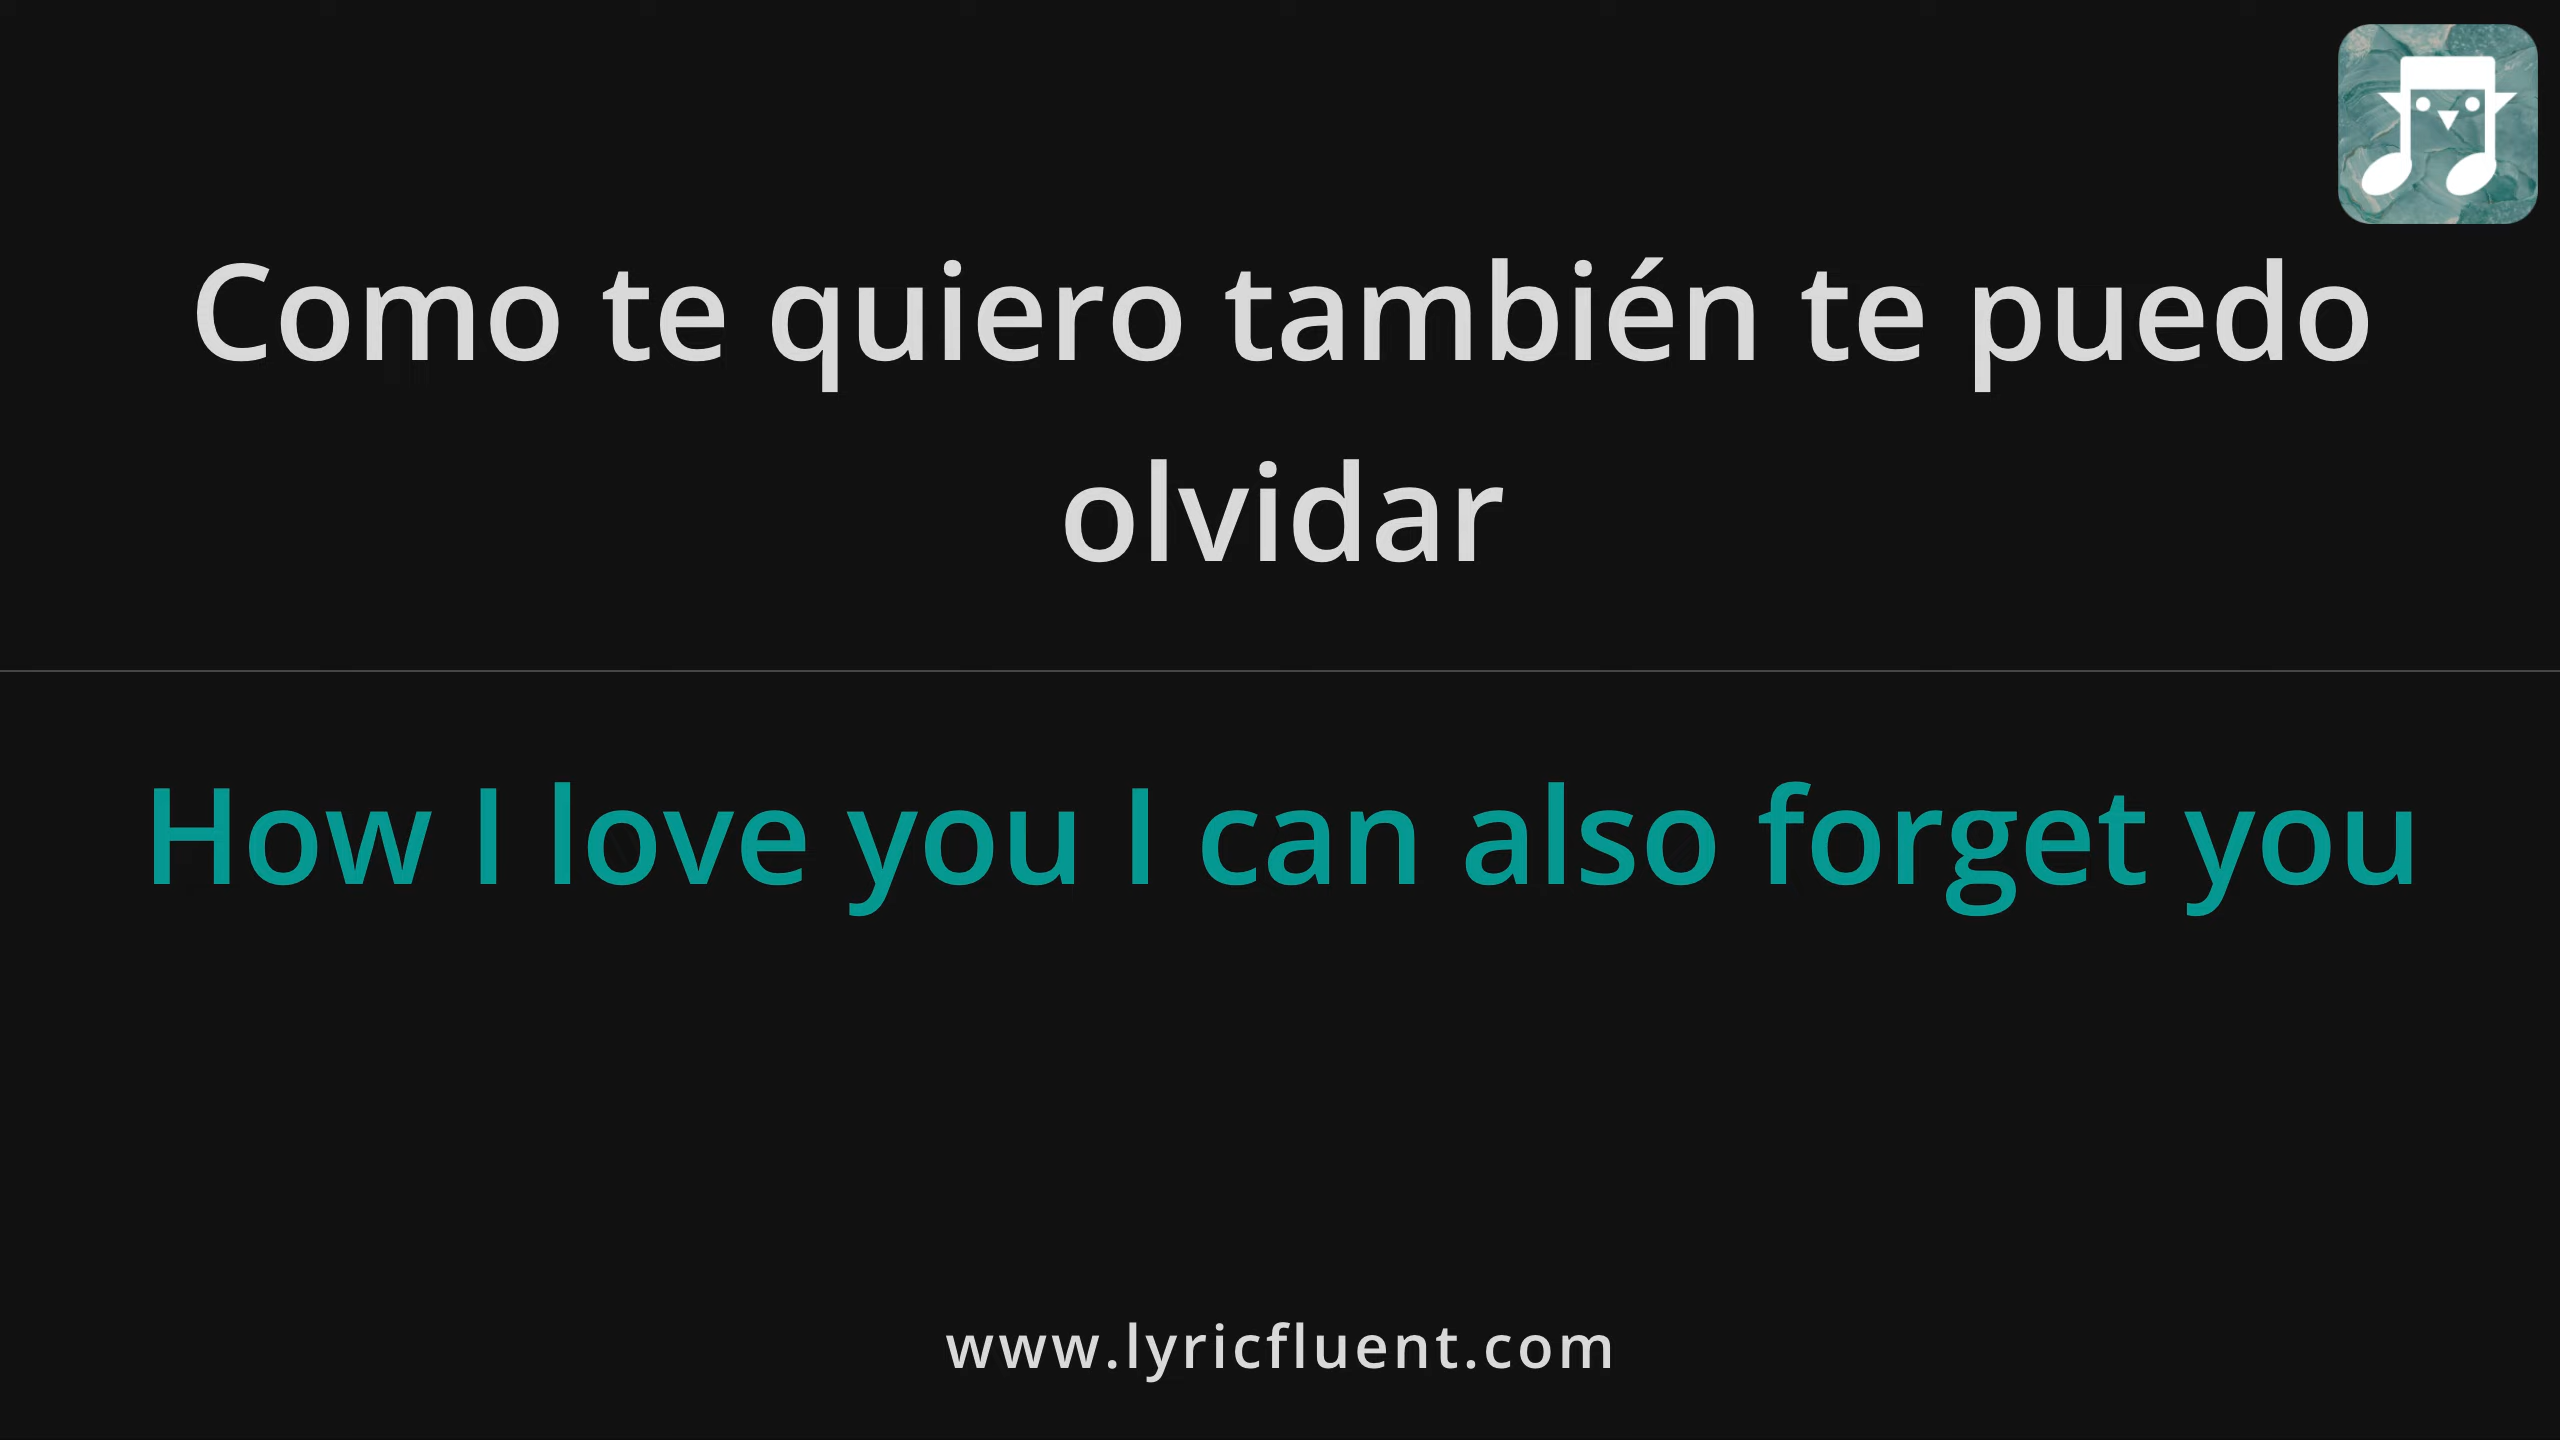 Como te quiero también te puedo
olvidar
How I love you I can also forget you
www.lyricfluent.com